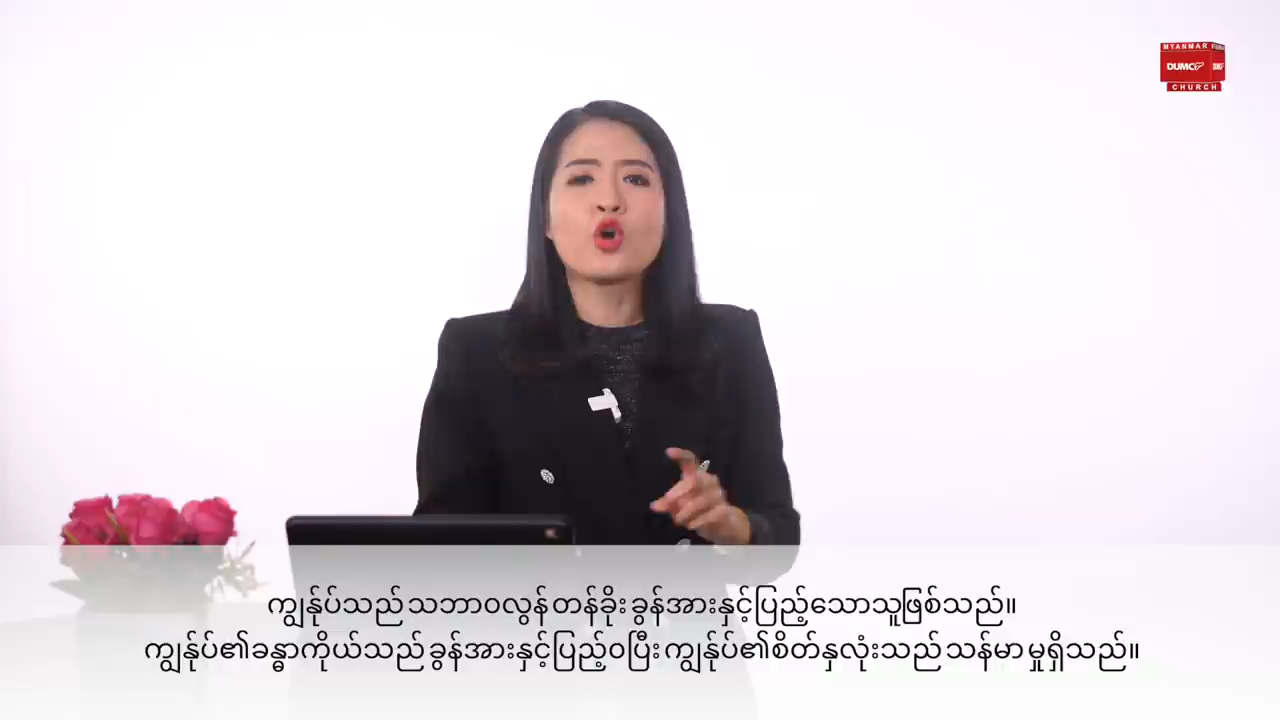 MYANMAR
DUMC
CHURCH
ကျွန်ုပ်သည် သဘာဝလွန် တန်ခိုး ခွန်အားနှင့်ပြည့်သောသူဖြစ်သည်။
ကျွန်ုပ်၏ခန္ဓာကိုယ်သည် ခွန်အားနှင့်ပြည့်ဝပြီး ကျွန်ုပ်၏စိတ်နှလုံးသည် သန်မာမှုရှိသည်။